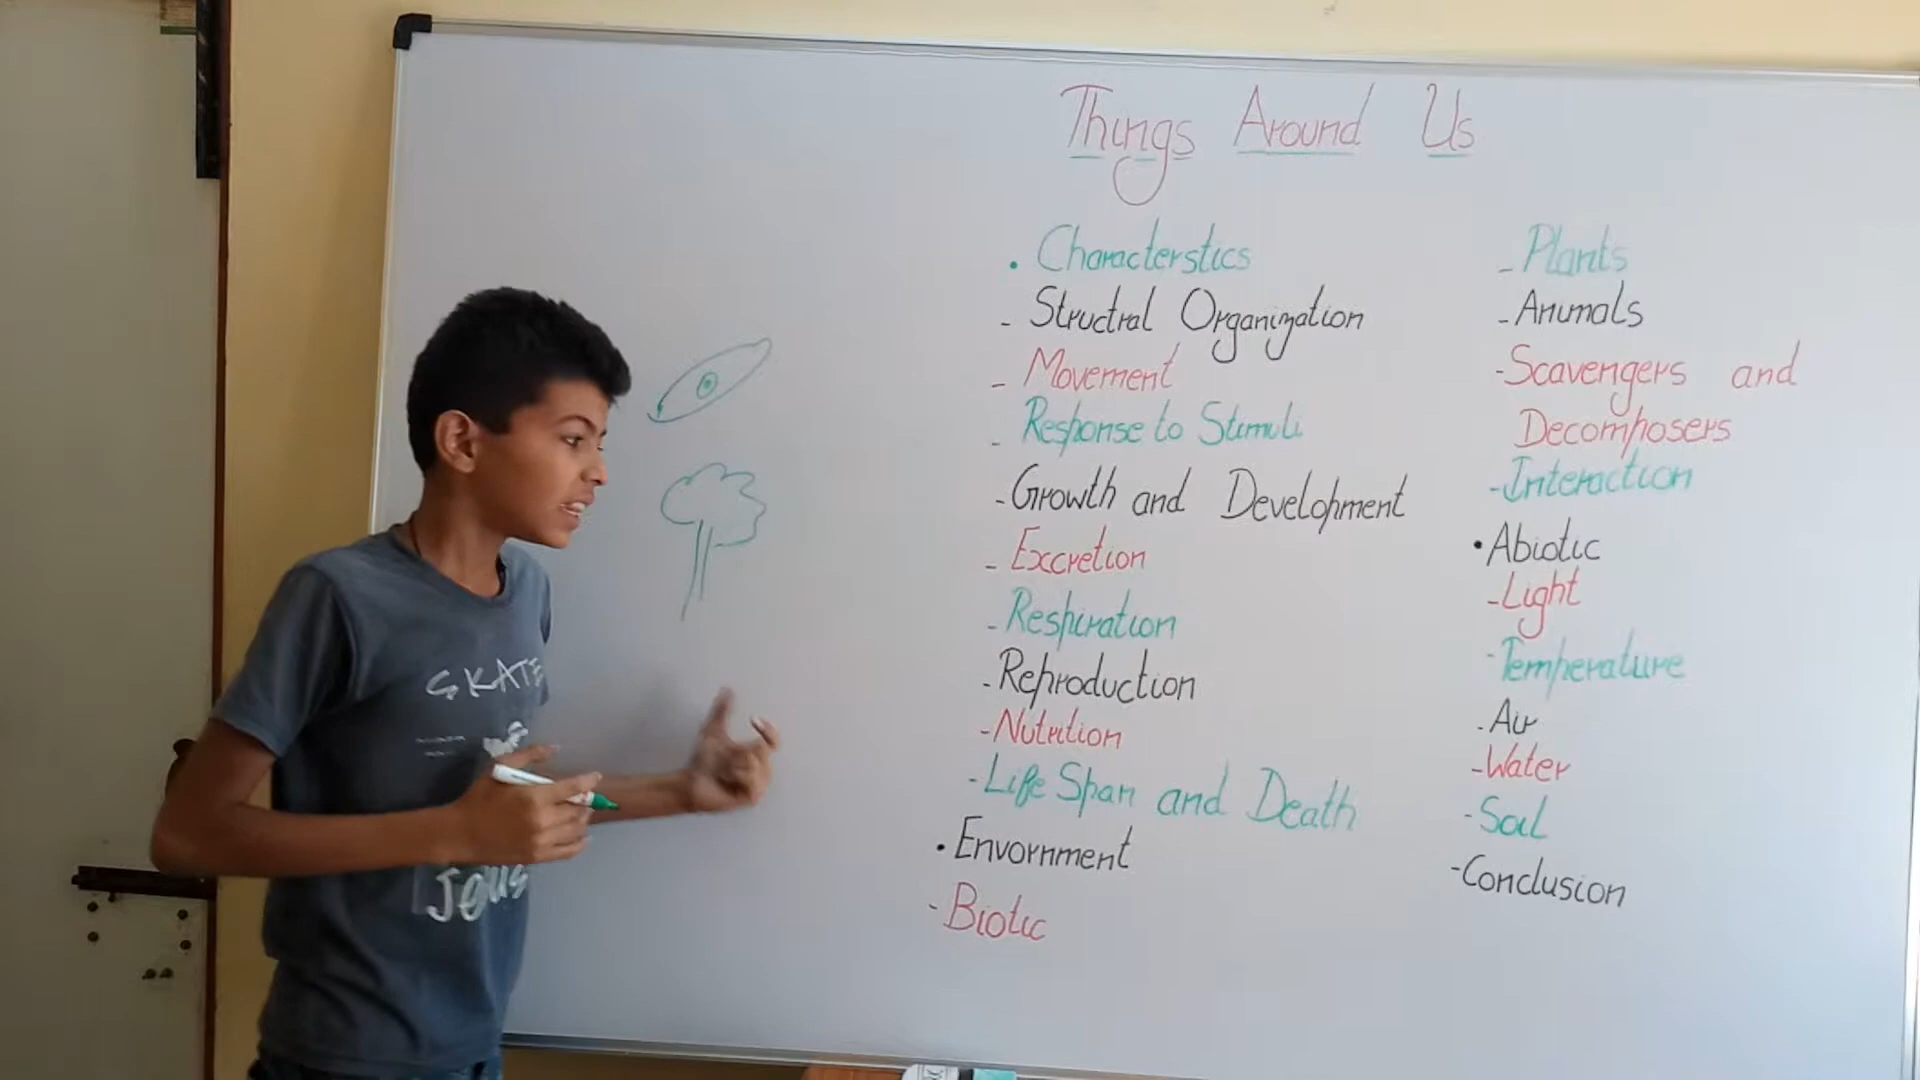 Things Around Us
. Characterstics
- Structral Organization
- Movement
- Response to Stimuli
- Growth and Development
- Excretion
- Respiration
- Reproduction
- Nutrition
- Life Span and Death
. Envornment
- Biotic
- Plants
- Animals
- Scavengers and
Decomposers
- Interaction
• Abiotic
- Light
- Temperature
- Air
- Water
- Soil
- Conclusion
SKATE
Jesus